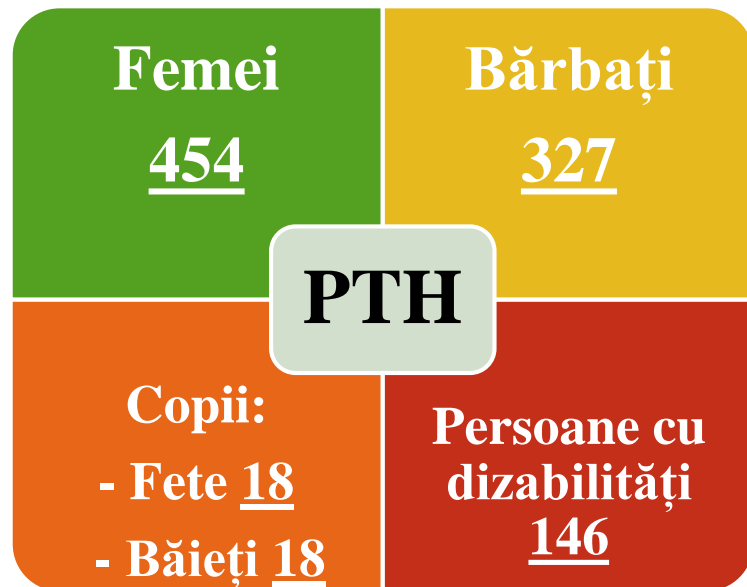 Femei
454
Bărbați
327
PTH
Copii:
- Fete 18
- Băieți 18
Persoane cu
dizabilități
146